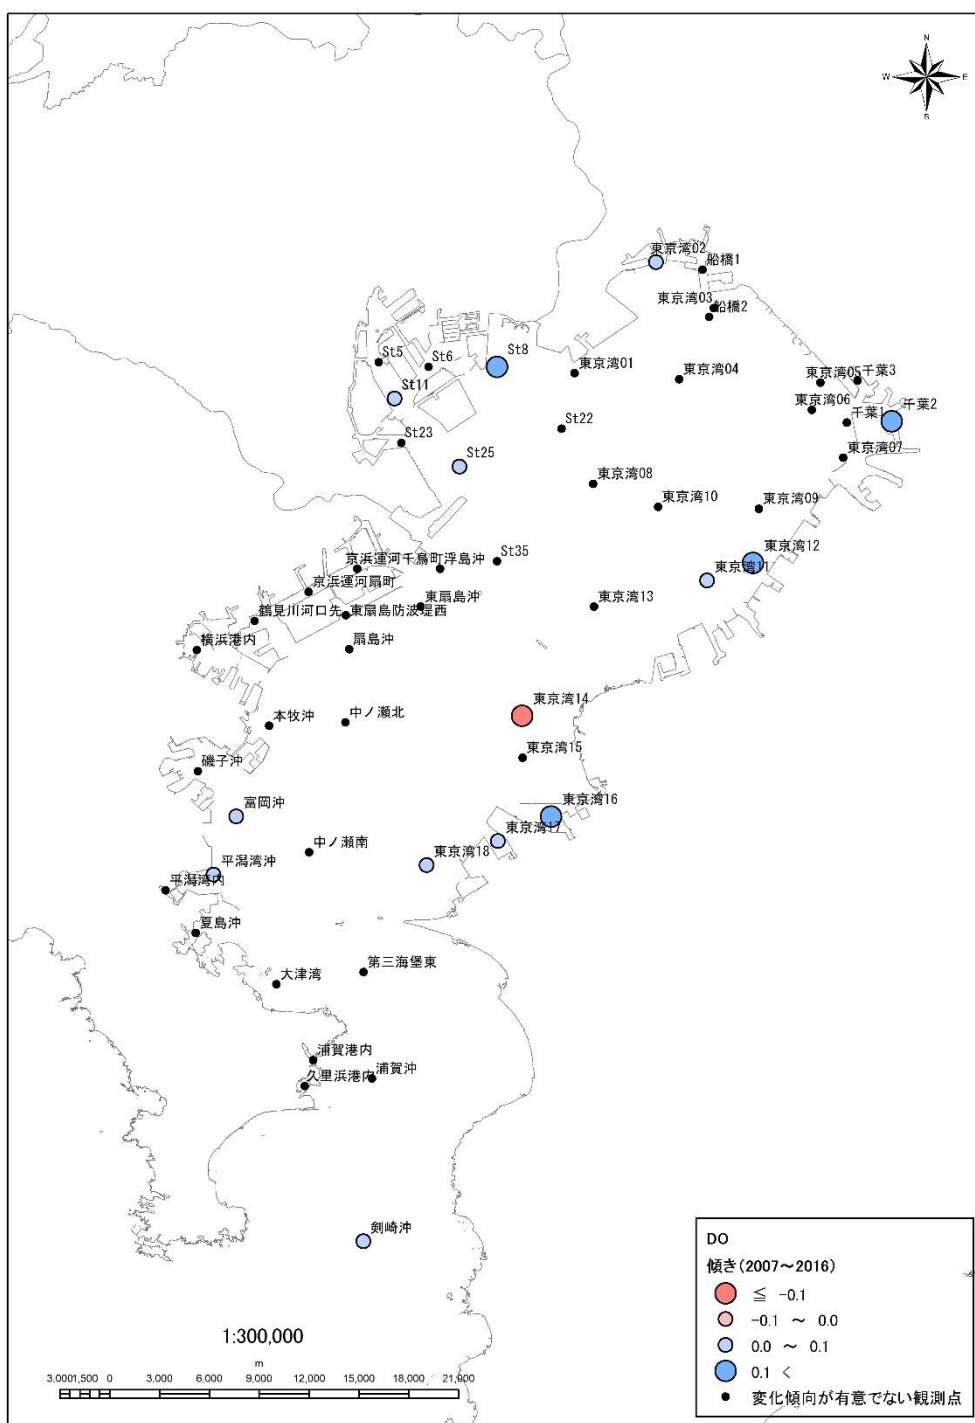 N
W
E
S
東京湾02
船橋1
東京湾03
船橋2
St5
St6
St8
東京湾01
東京湾04
東京湾05
千葉3
St11
東京湾06
千葉1
千葉2
St22
St23
東京湾07
St25
東京湾08
東京湾10
東京湾09
St35
東京湾12
京浜運河千鳥町
浮島沖
東京湾11
京浜運河扇町
東扇島沖
東京湾13
鶴見川河口先
東扇島防波堤西
横浜港内
扇島沖
東京湾14
本牧沖
中ノ瀬北
東京湾15
磯子沖
富岡沖
東京湾16
東京湾17
中ノ瀬南
東京湾18
平潟湾沖
平潟湾内
夏島沖
第三海堡東
大津湾
浦賀港内
久里浜港内
浦賀沖
剣崎沖
DO
傾き(2007～2016)
≦ -0.1
-0.1 ～ 0.0
0.0 ～ 0.1
0.1 <
変化傾向が有意でない観測点
1:300,000
m
3,000 1,500 0 3,000 6,000 9,000 12,000 15,000 18,000 21,000